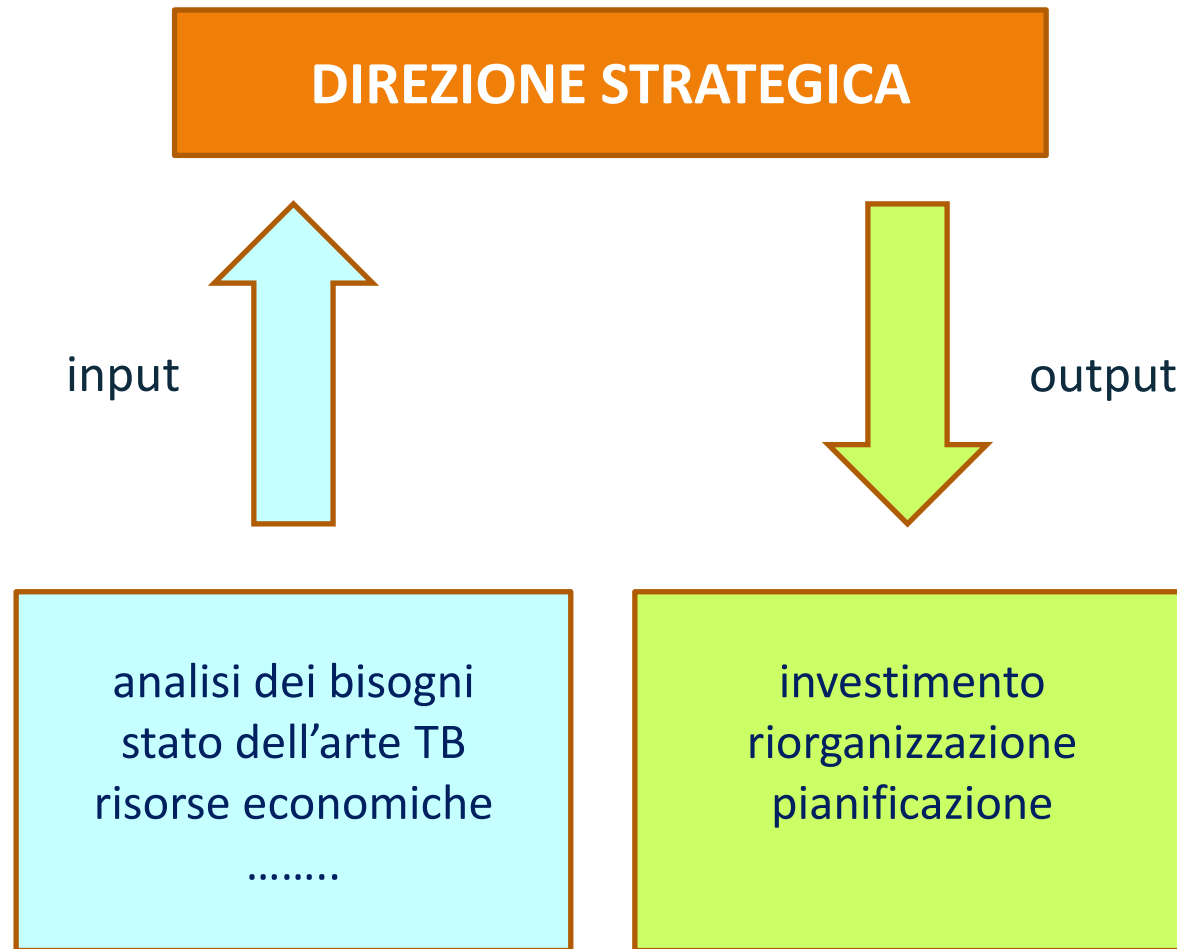 DIREZIONE STRATEGICA
input
output
analisi dei bisogni
stato dell’arte TB
risorse economiche
……..
investimento
riorganizzazione
pianificazione